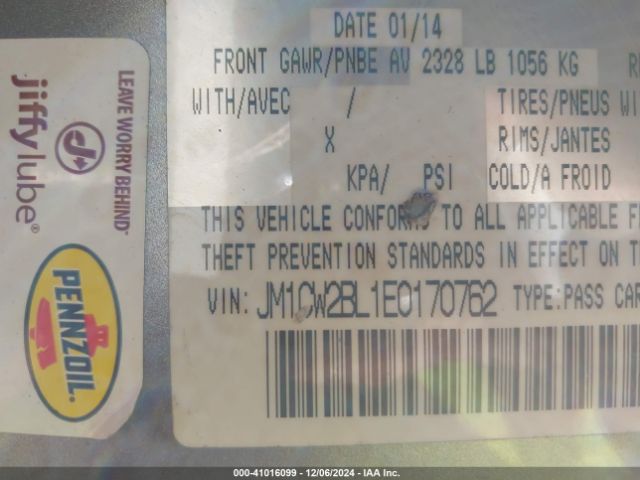 LEAVE WORRY BEHIND®
jiffy lube®
PENNZOIL.
DATE 01/14
FRONT GAWR/PNBE AV 2328 LB 1056 KG
WITH/AVEC / TIRES/PNEUS WI
X RIMS/JANTES
KPA/ PSI COLD/A FROID
THIS VEHICLE CONFORMS TO ALL APPLICABLE
THEFT PREVENTION STANDARDS IN EFFECT ON
VIN: JM1CW2BL1E0170762 TYPE:PASS CAR
000-41016099 - 12/06/2024 - IAA Inc.